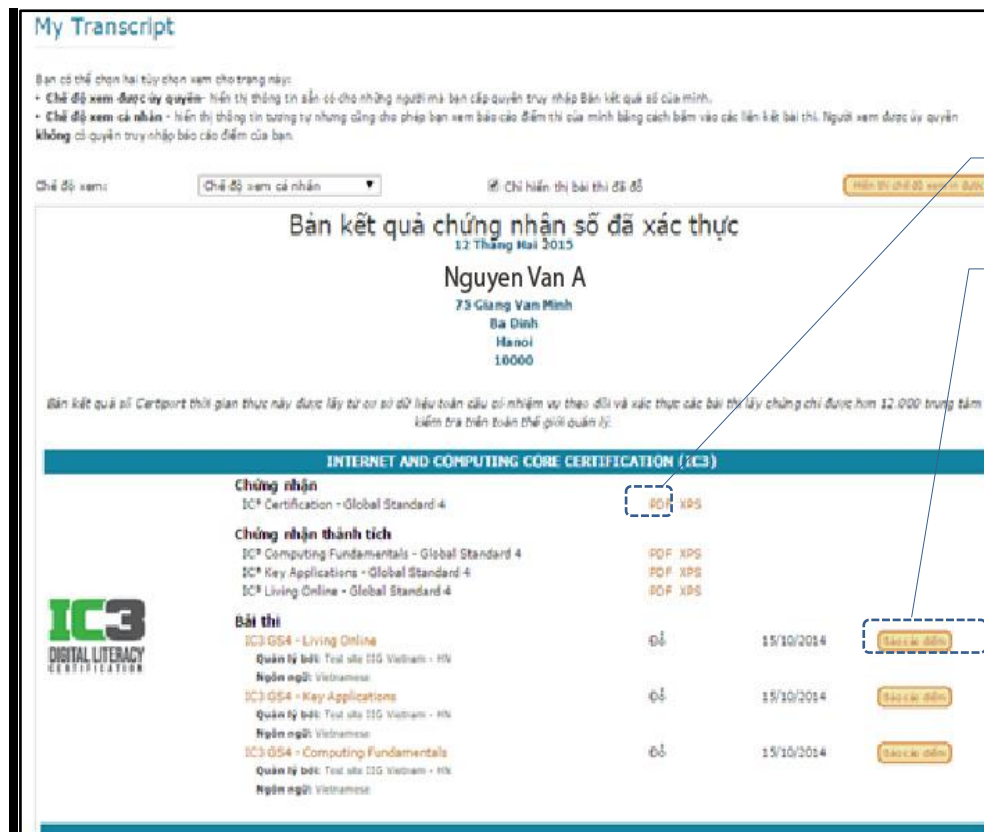 My Transcript
Bạn có thể chọn hai tùy chọn xem cho trang này:
• Chế độ xem được ủy quyền- hiển thị thông tin sẵn có cho những người mà bạn cấp quyền truy nhập Bản kết quả số của mình.
• Chế độ xem cá nhân - hiển thị thông tin tương tự nhưng cũng cho phép bạn xem báo cáo điểm thi của mình bằng cách bấm vào các liên kết bài thi. Người xem được ủy quyền
không có quyền truy nhập báo cáo điểm của bạn.
Chế độ xem: Chế độ xem cá nhân Chỉ hiển thị bài thi đã đỗ Hiển thị chế độ xem in được
Bản kết quả chứng nhận số đã xác thực
12 Tháng Hai 2015
Nguyen Van A
75 Giang Van Minh
Ba Dinh
Hanoi
10000
Bản kết quả số Certiport thời gian thực này được lấy từ cơ sở dữ liệu toàn cầu có nhiệm vụ theo dõi và xác thực các bài thi lấy chứng chỉ được hơn 12.000 trung tâm
kiểm tra trên toàn thế giới quản lý.
INTERNET AND COMPUTING CORE CERTIFICATION (IC3)
Chứng nhận
IC³ Certification - Global Standard 4 PDF XPS
Chứng nhận thành tích
IC³ Computing Fundamentals - Global Standard 4 PDF XPS
IC³ Key Applications - Global Standard 4 PDF XPS
IC³ Living Online - Global Standard 4 PDF XPS
IC3
DIGITAL LITERACY
CERTIFICATION
Bài thi
IC3 GS4 - Living Online Đỗ 15/10/2014 Báo cáo điểm
Quản lý bởi: Test site IIG Vietnam - HN
Ngôn ngữ: Vietnamese
IC3 GS4 - Key Applications Đỗ 15/10/2014 Báo cáo điểm
Quản lý bởi: Test site IIG Vietnam - HN
Ngôn ngữ: Vietnamese
IC3 GS4 - Computing Fundamentals Đỗ 15/10/2014 Báo cáo điểm
Quản lý bởi: Test site IIG Vietnam - HN
Ngôn ngữ: Vietnamese